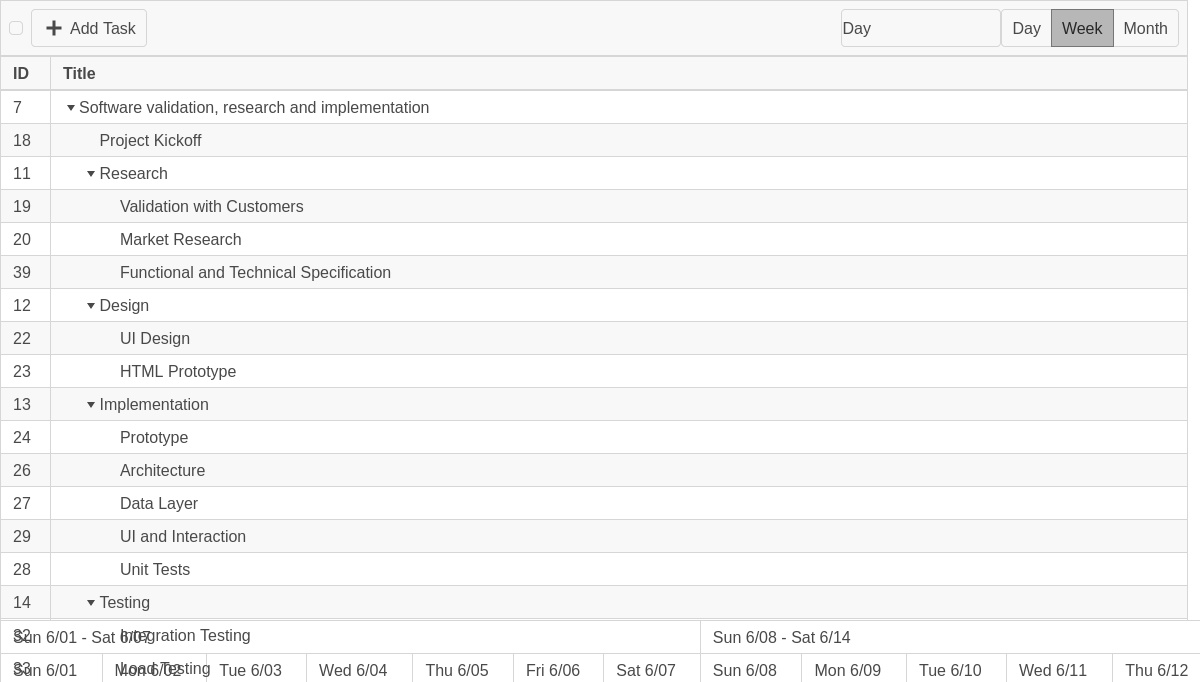 Add Task Day Day Week Month
ID Title
7 Software validation, research and implementation
18 Project Kickoff
11 Research
19 Validation with Customers
20 Market Research
39 Functional and Technical Specification
12 Design
22 UI Design
23 HTML Prototype
13 Implementation
24 Prototype
26 Architecture
27 Data Layer
29 UI and Interaction
28 Unit Tests
14 Testing
32 Integration Testing
Sun 6/01 - Sat 6/07 Sun 6/08 - Sat 6/14
33 Load Testing
Sun 6/01 Mon 6/02 Tue 6/03 Wed 6/04 Thu 6/05 Fri 6/06 Sat 6/07 Sun 6/08 Mon 6/09 Tue 6/10 Wed 6/11 Thu 6/12